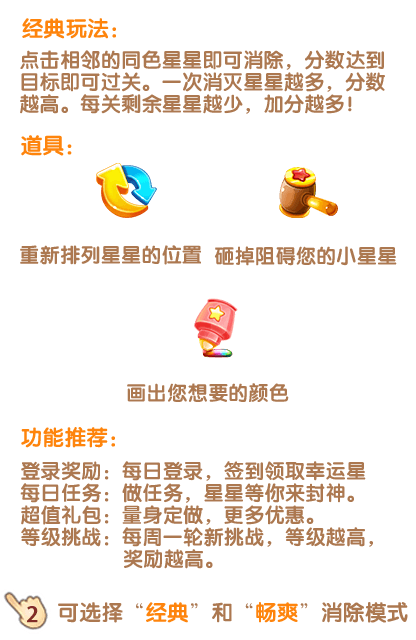 经典玩法：
点击相邻的同色星星即可消除，分数达到
目标即可过关。一次消灭星星越多，分数
越高。每关剩余星星越少，加分越多！
道具：
重新排列星星的位置 砸掉阻碍您的小星星
画出您想要的颜色
功能推荐：
登录奖励：每日登录，签到领取幸运星
每日任务：做任务，星星等你来封神。
超值礼包：量身定做，更多优惠。
等级挑战：每周一轮新挑战，等级越高，
奖励越高。
2 可选择“经典”和“畅爽”消除模式